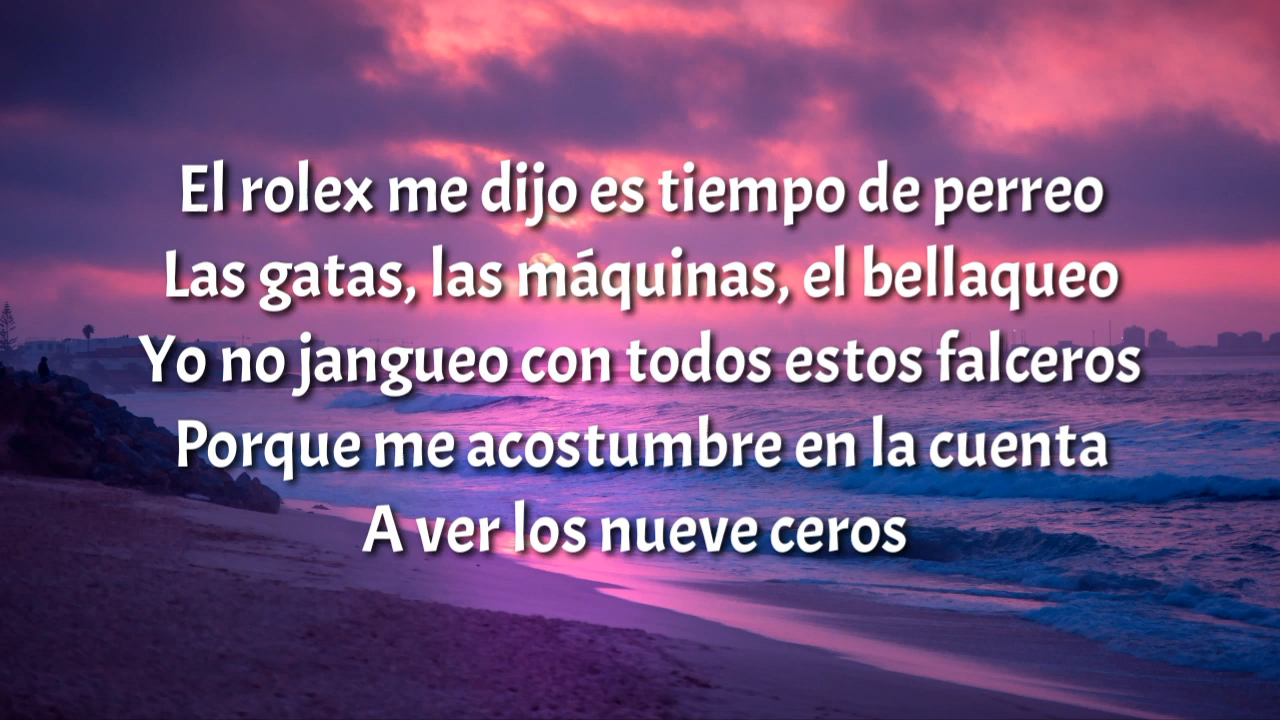 El rolex me dijo es tiempo de perreo
Las gatas, las máquinas, el bellaqueo
Yo no jangueo con todos estos falceros
Porque me acostumbre en la cuenta
A ver los nueve ceros